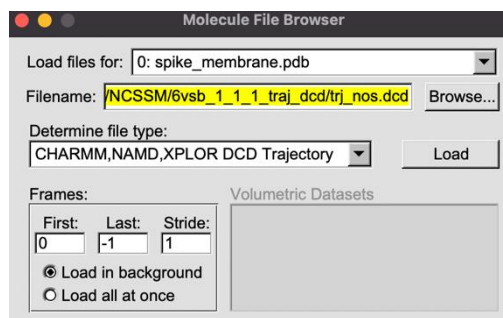 Molecule File Browser
Load files for: 0: spike_membrane.pdb
Filename: /NCSSM/6vsb_1_1_1_traj_dcd/trj_nos.dcd Browse...
Determine file type:
CHARMM,NAMD,XPLOR DCD Trajectory Load
Frames: Volumetric Datasets
First: Last: Stride:
0 -1 1
Load in background
Load all at once